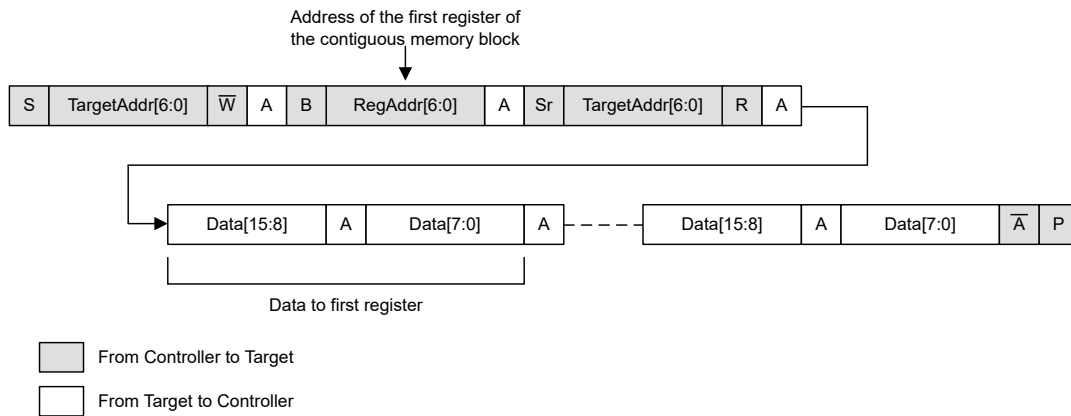 Address of the first register of
the contiguous memory block
S TargetAddr[6:0] W̅ A B RegAddr[6:0] A Sr TargetAddr[6:0] R A
Data[15:8] A Data[7:0] A Data[15:8] A Data[7:0] A̅ P
Data to first register
From Controller to Target
From Target to Controller